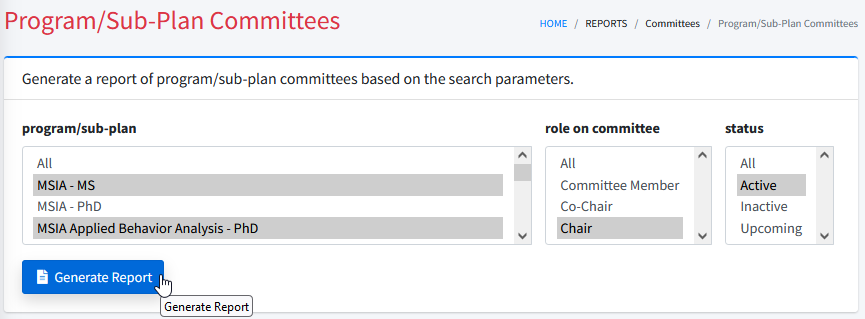 Program/Sub-Plan Committees
HOME / REPORTS / Committees / Program/Sub-Plan Committees
Generate a report of program/sub-plan committees based on the search parameters.
program/sub-plan
All
MSIA - MS
MSIA - PhD
MSIA Applied Behavior Analysis - PhD
role on committee
All
Committee Member
Co-Chair
Chair
status
All
Active
Inactive
Upcoming
Generate Report
Generate Report